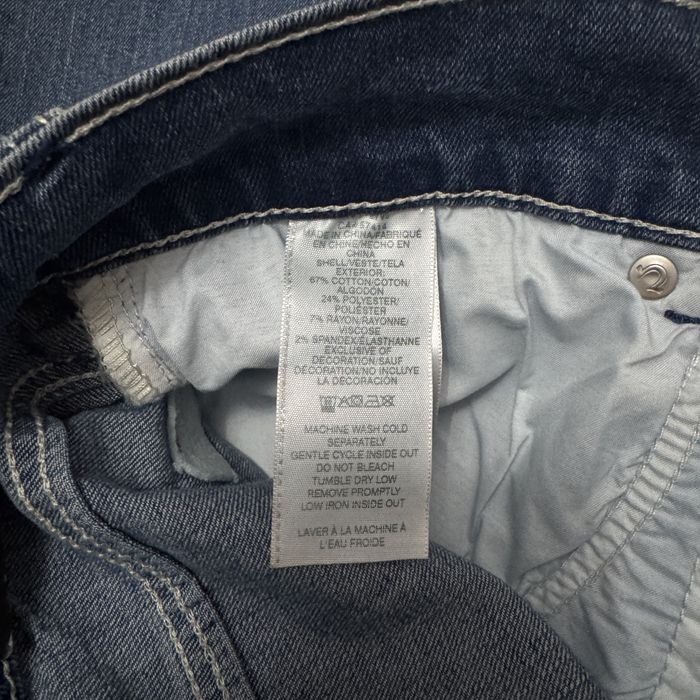 CA# 57414
MADE IN CHINA/FABRIQUÉ
EN CHINE/HECHO EN
CHINA
SHELL/VESTE/TELA
EXTERIOR:
67% COTTON/COTON/
ALGODON
24% POLYESTER/
POLIÉSTER
7% RAYON/RAYONNE/
VISCOSE
2% SPANDEX/ÉLASTHANNE
EXCLUSIVE OF
DECORATION/SAUF
DÉCORATION/NO INCLUYE
LA DECORACIÓN
MACHINE WASH COLD
SEPARATELY
GENTLE CYCLE INSIDE OUT
DO NOT BLEACH
TUMBLE DRY LOW
REMOVE PROMPTLY
LOW IRON INSIDE OUT
LAVER À LA MACHINE À
L'EAU FROIDE